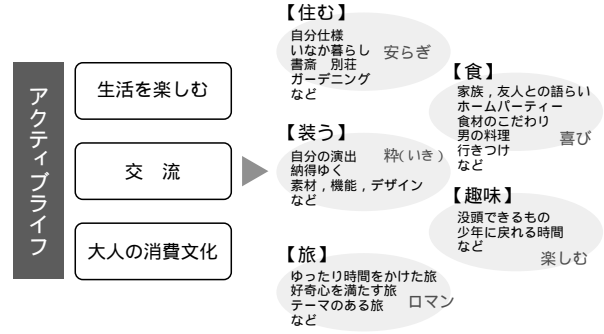 アクティブライフ
生活を楽しむ
交　流
大人の消費文化
【住む】
自分仕様
いなか暮らし
書斎　別荘
ガーデニング
など
安らぎ
【食】
家族，友人との語らい
ホームパーティー
食材のこだわり
男の料理
行きつけ
など
喜び
【装う】
自分の演出
納得ゆく
素材，機能，デザイン
など
粋(いき)
【趣味】
没頭できるもの
少年に戻れる時間
など
楽しむ
【旅】
ゆったり時間をかけた旅
好奇心を満たす旅
テーマのある旅
など
ロマン